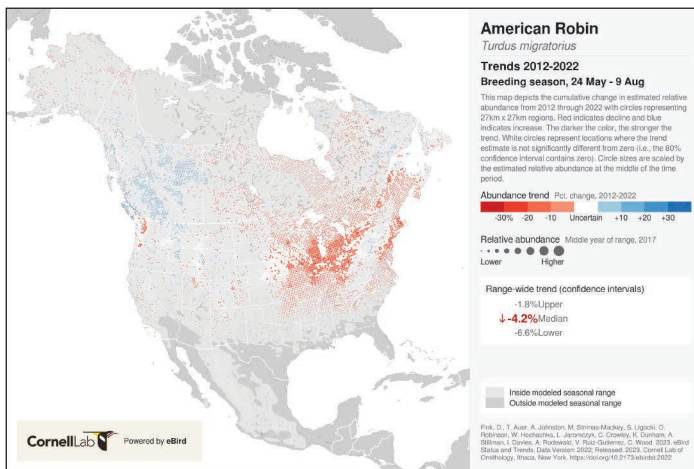 American Robin
Turdus migratorius
Trends 2012-2022
Breeding season, 24 May - 9 Aug
This map depicts the cumulative change in estimated relative
abundance from 2012 through 2022 with circles representing
27km x 27km regions. Red indicates decline and blue
indicates increase. The darker the color, the stronger the
trend. White circles represent locations where the trend
estimate is not significantly different from zero (i.e., the 80%
confidence interval contains zero). Circle sizes are scaled by
the estimated relative abundance at the middle of the time
period.
Abundance trend Pct. change, 2012-2022
-30% -20 -10 Uncertain +10 +20 +30
Relative abundance Middle year of range, 2017
Lower Higher
Range-wide trend (confidence intervals)
-1.8% Upper
↓-4.2% Median
-6.6% Lower
Inside modeled seasonal range
Outside modeled seasonal range
Fink, D., T. Auer, A. Johnston, M. Strimas-Mackey, S. Ligocki, O.
Robinson, W. Hochachka, L. Jaromczyk, C. Crowley, K. Dunham, A.
Stillman, I. Davies, A. Rodewald, V. Ruiz-Gutierrez, C. Wood. 2023. eBird
Status and Trends, Data Version: 2022; Released: 2023. Cornell Lab of
Ornithology, Ithaca, New York. https://doi.org/10.2173/ebirdst.2022
CornellLab Powered by eBird